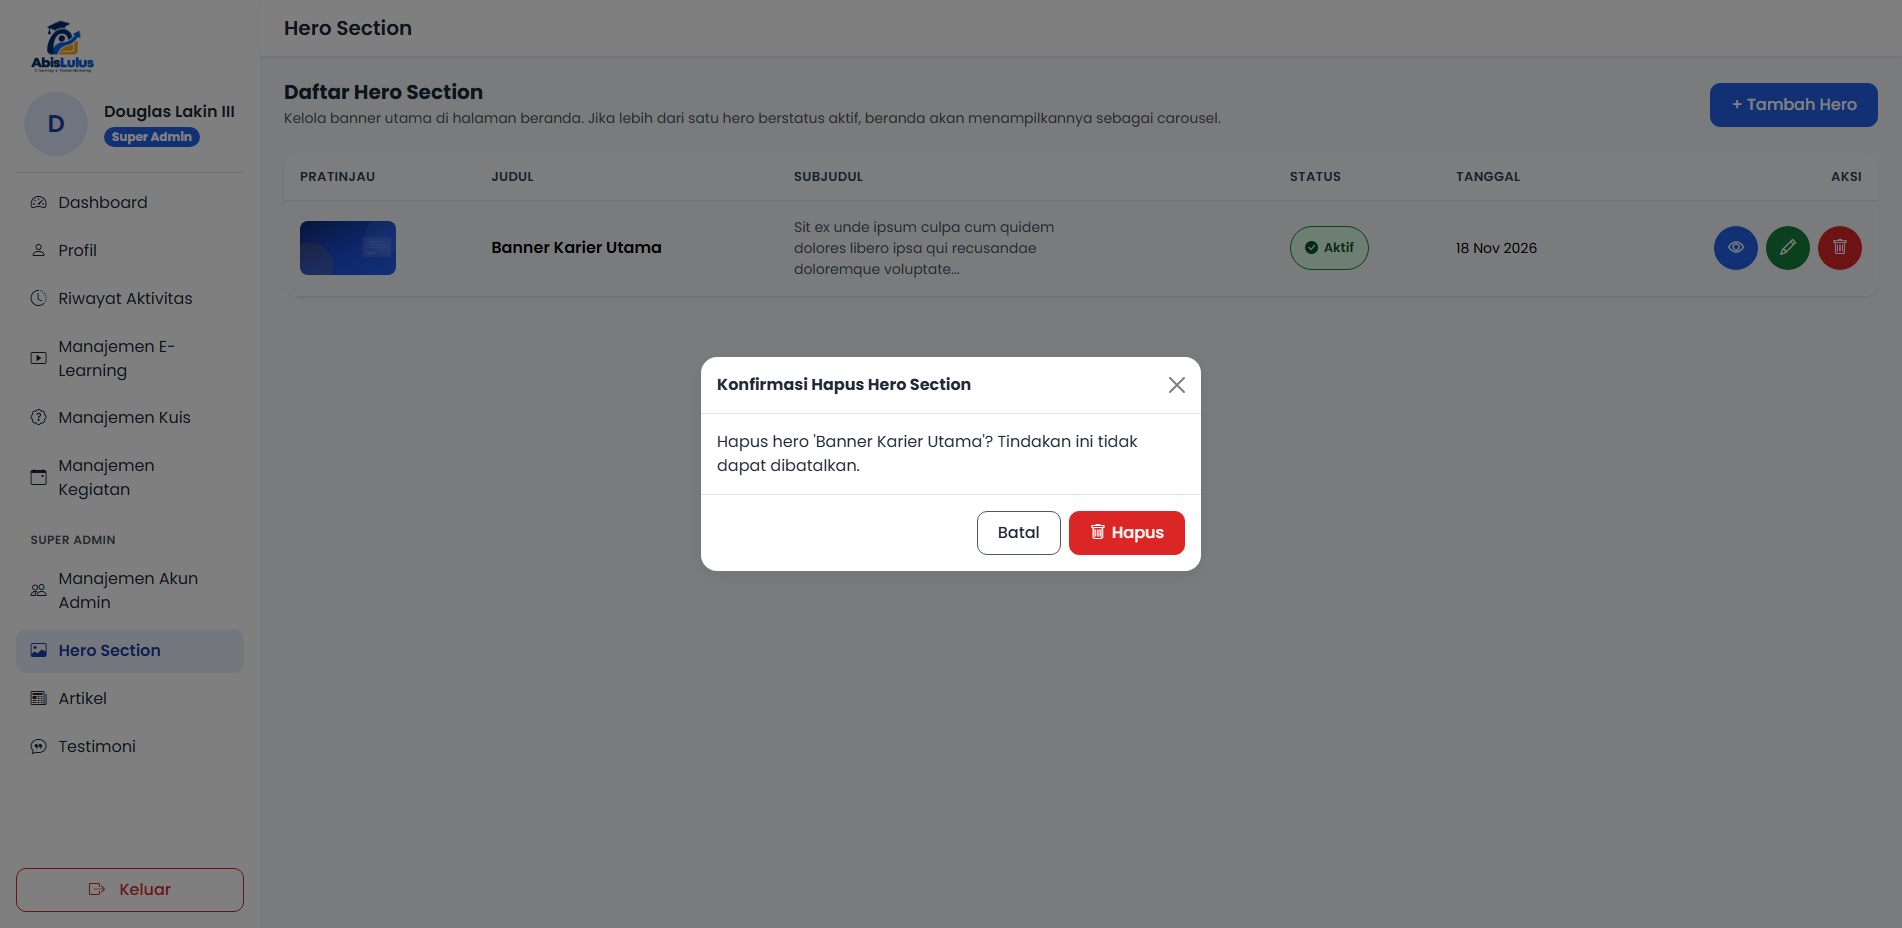 AbisLulus
Hero Section
D
Douglas Lakin III
Super Admin
Dashboard
Profil
Riwayat Aktivitas
Manajemen E-
Learning
Manajemen Kuis
Manajemen
Kegiatan
SUPER ADMIN
Manajemen Akun
Admin
Hero Section
Artikel
Testimoni
Keluar
Daftar Hero Section
Kelola banner utama di halaman beranda. Jika lebih dari satu hero berstatus aktif, beranda akan menampilkannya sebagai carousel.
+ Tambah Hero
PRATINJAU JUDUL SUBJUDUL STATUS TANGGAL AKSI
Banner Karier Utama
Sit ex unde ipsum culpa cum quidem
dolores libero ipsa qui recusandae
doloremque voluptate...
Aktif
18 Nov 2026
Konfirmasi Hapus Hero Section
Hapus hero 'Banner Karier Utama'? Tindakan ini tidak
dapat dibatalkan.
Batal
Hapus